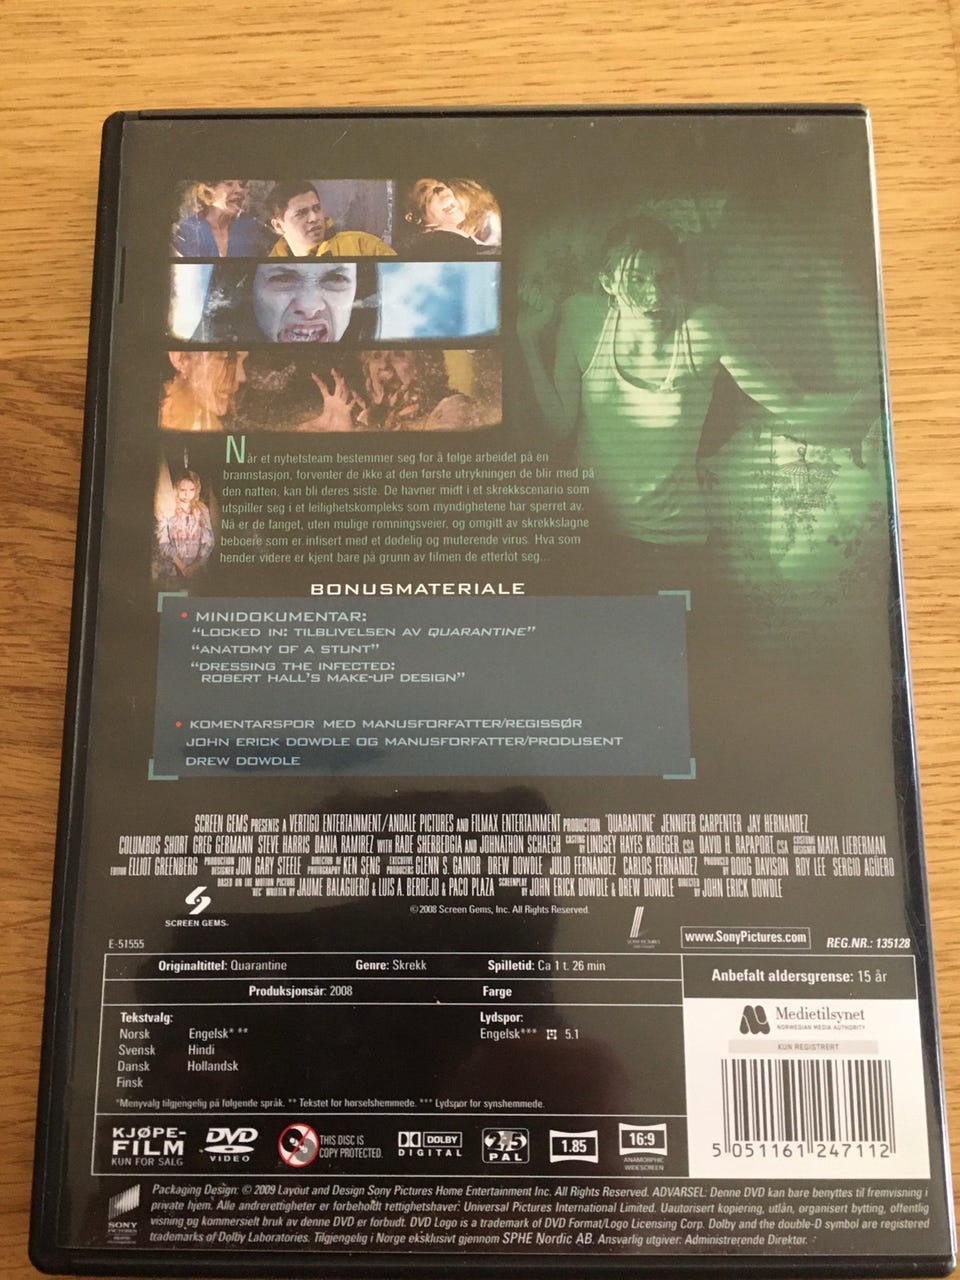 Når et nyhetsteam bestemmer seg for å følge arbeidet på en
brannstasjon, forventer de ikke at den første utrykningen de blir med på
den natten, kan bli deres siste. De havner midt i et skrekkscenario som
utspiller seg i et leilighetskompleks som myndighetene har sperret av.
Nå er de fanget, uten mulige rømningsveier, og omgitt av skrekkslagne
beboere som er infisert med et dødelig og muterende virus. Hva som
hender videre er kjent bare på grunn av filmen de etterlot seg...
BONUSMATERIALE
• MINIDOKUMENTAR:
"LOCKED IN: TILBLIVELSEN AV QUARANTINE"
"ANATOMY OF A STUNT"
"DRESSING THE INFECTED:
ROBERT HALL'S MAKE-UP DESIGN"
• KOMENTARSPOR MED MANUSFORFATTER/REGISSØR
JOHN ERICK DOWDLE OG MANUSFORFATTER/PRODUSENT
DREW DOWDLE
SCREEN GEMS PRESENTS A VERTIGO ENTERTAINMENT/ANDALE PICTURES AND FILMAX ENTERTAINMENT PRODUCTION "QUARANTINE" JENNIFER CARPENTER JAY HERNANDEZ
COLUMBUS SHORT GREG GERMANN STEVE HARRIS DANIA RAMIREZ WITH RADE SHERBEDGIA AND JOHNATHON SCHAECH CASTING BY LINDSEY HAYES KROEGER, CSA DAVID H. RAPAPORT, CSA COSTUME DESIGNER MAYA LIEBERMAN
EDITOR ELLIOT GREENBERG PRODUCTION DESIGNER JON GARY STEELE DIRECTOR OF PHOTOGRAPHY KEN SENG EXECUTIVE PRODUCERS GLENN S. GAINOR DREW DOWDLE JULIO FERNÁNDEZ CARLOS FERNÁNDEZ PRODUCED BY DOUG DAVISON ROY LEE SERGIO AGÜERO
BASED ON THE MOTION PICTURE "REC" WRITTEN BY JAUME BALAGUERÓ & LUIS A. BERDEJO & PACO PLAZA SCREENPLAY BY JOHN ERICK DOWDLE & DREW DOWDLE DIRECTED BY JOHN ERICK DOWDLE
©2008 Screen Gems, Inc. All Rights Reserved.
SCREEN GEMS.
SONY PICTURES
www.SonyPictures.com
REG.NR.: 135128
E-51555
Originaltittel: Quarantine Genre: Skrekk Spilletid: Ca 1 t. 26 min
Produksjonsår: 2008 Farge
Anbefalt aldersgrense: 15 år
Tekstvalg: Lydspor:
Norsk Engelsk* ** Engelsk*** 5.1
Svensk Hindi
Dansk Hollandsk
Finsk
*Menyvalg tilgjengelig på følgende språk. ** Tekstet for hørselshemmede. *** Lydspor for synshemmede.
Medietilsynet
NORWEGIAN MEDIA AUTHORITY
KUN REGISTRERT
5 051161 247112
KJØPE-
FILM
KUN FOR SALG
DVD
VIDEO
THIS DISC IS
COPY PROTECTED.
DOLBY
DIGITAL
2 5
PAL
1.85
16:9
ANAMORPHIC
WIDESCREEN
SONY
PICTURES
Packaging Design: © 2009 Layout and Design Sony Pictures Home Entertainment Inc. All Rights Reserved. ADVARSEL: Denne DVD kan bare benyttes til fremvisning i
private hjem. Alle andrerettigheter er forbeholdt rettighetshaver: Universal Pictures International Limited. Uautorisert kopiering, utlån, organisert bytting, offentlig
visning og kommersielt bruk av denne DVD er forbudt. DVD Logo is a trademark of DVD Format/Logo Licensing Corp. Dolby and the double-D symbol are registered
trademarks of Dolby Laboratories. Tilgjengelig i Norge eksklusivt gjennom SPHE Nordic AB. Ansvarlig utgiver: Administrerende Direktør.